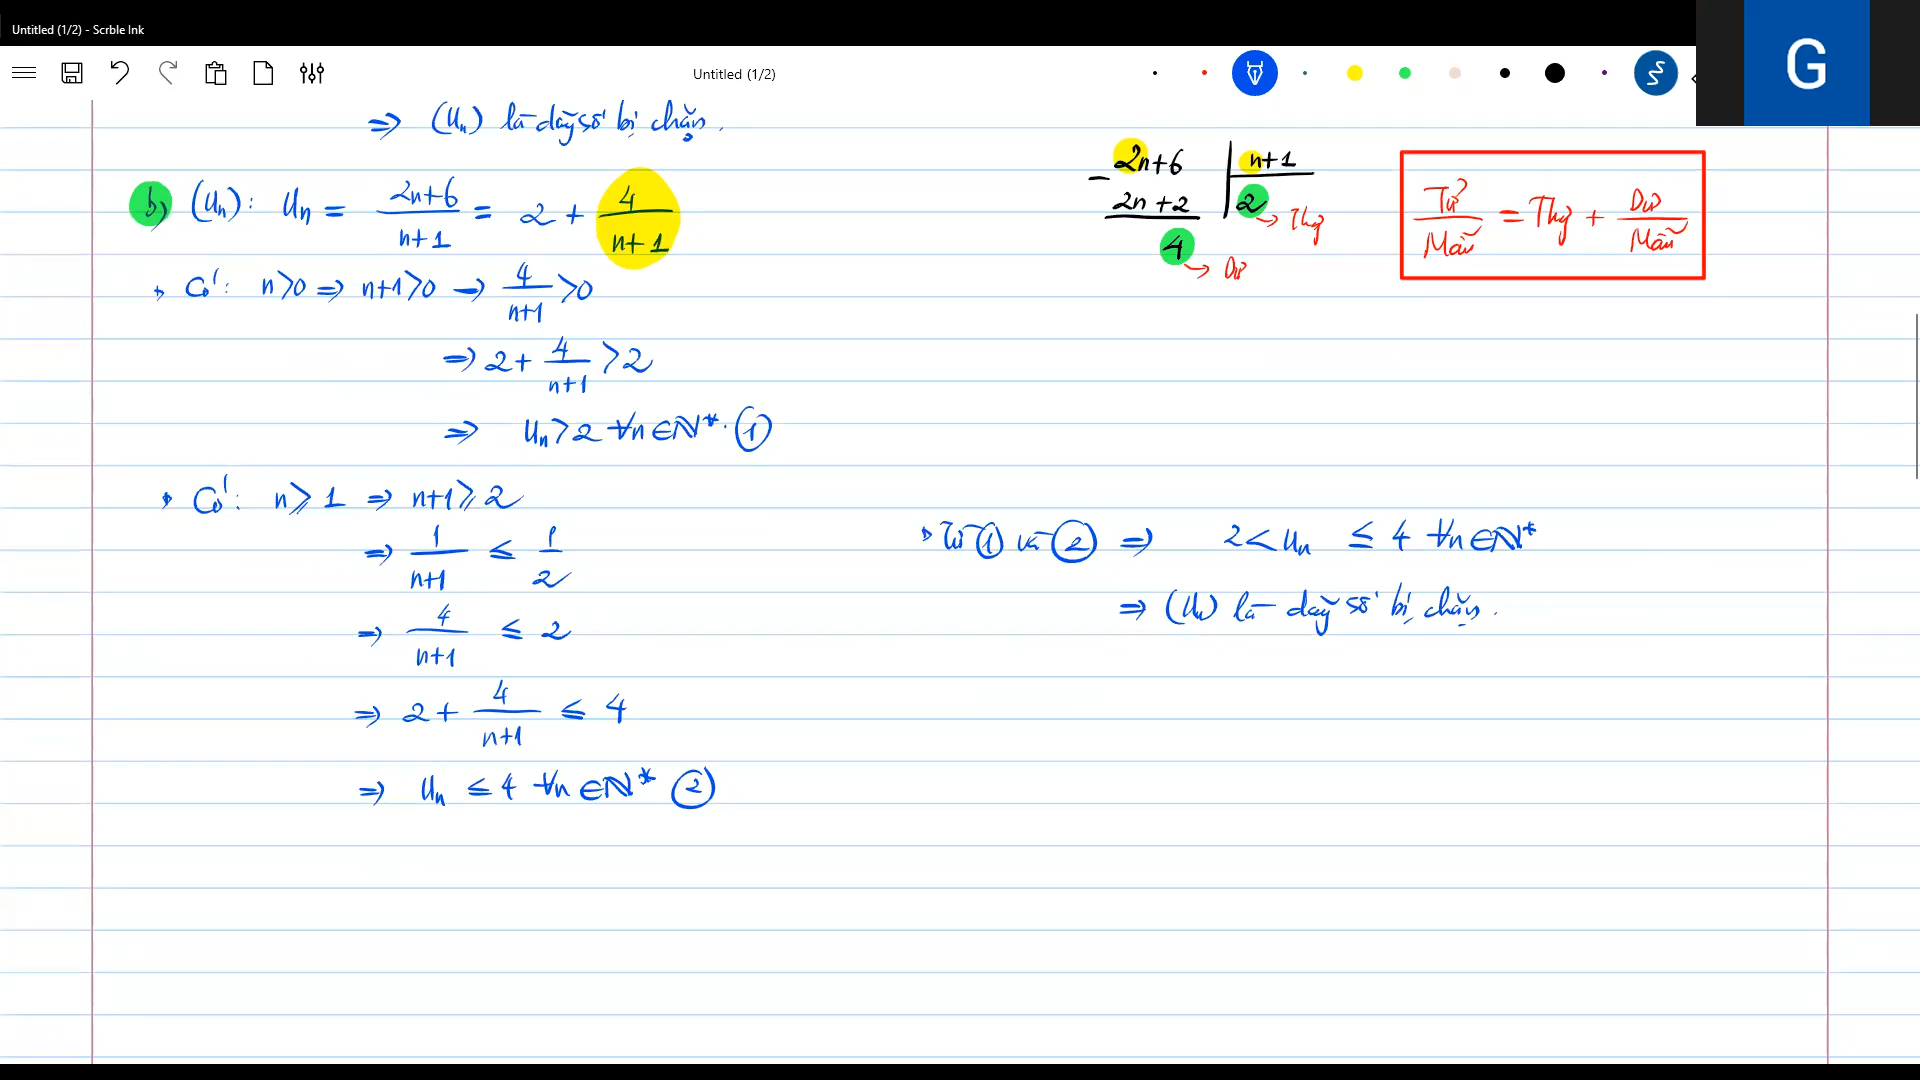 Untitled (1/2) - Scrble Ink
Untitled (1/2)
G
⇒ (Un) là dãy số bị chặn.
b) (Un): Un = (2n+6)/(n+1) = 2 + 4/(n+1)
Có: n>0 ⇒ n+1>0 → 4/(n+1) >0
⇒ 2 + 4/(n+1) > 2
⇒ Un > 2 ∀n∈ℕ*. ①
Có: n ⩾ 1 ⇒ n+1 ⩾ 2
⇒ 1/(n+1) ≤ 1/2
⇒ 4/(n+1) ≤ 2
⇒ 2 + 4/(n+1) ≤ 4
⇒ Un ≤ 4 ∀n∈ℕ* ②
2n+6 | n+1
- 2n+2 | 2 → Thg
4 → Dư
Tử/Mẫu = Thg + Dư/Mẫu
Từ ① và ② ⇒ 2 < Un ≤ 4 ∀n∈ℕ*
⇒ (Un) là dãy số bị chặn.